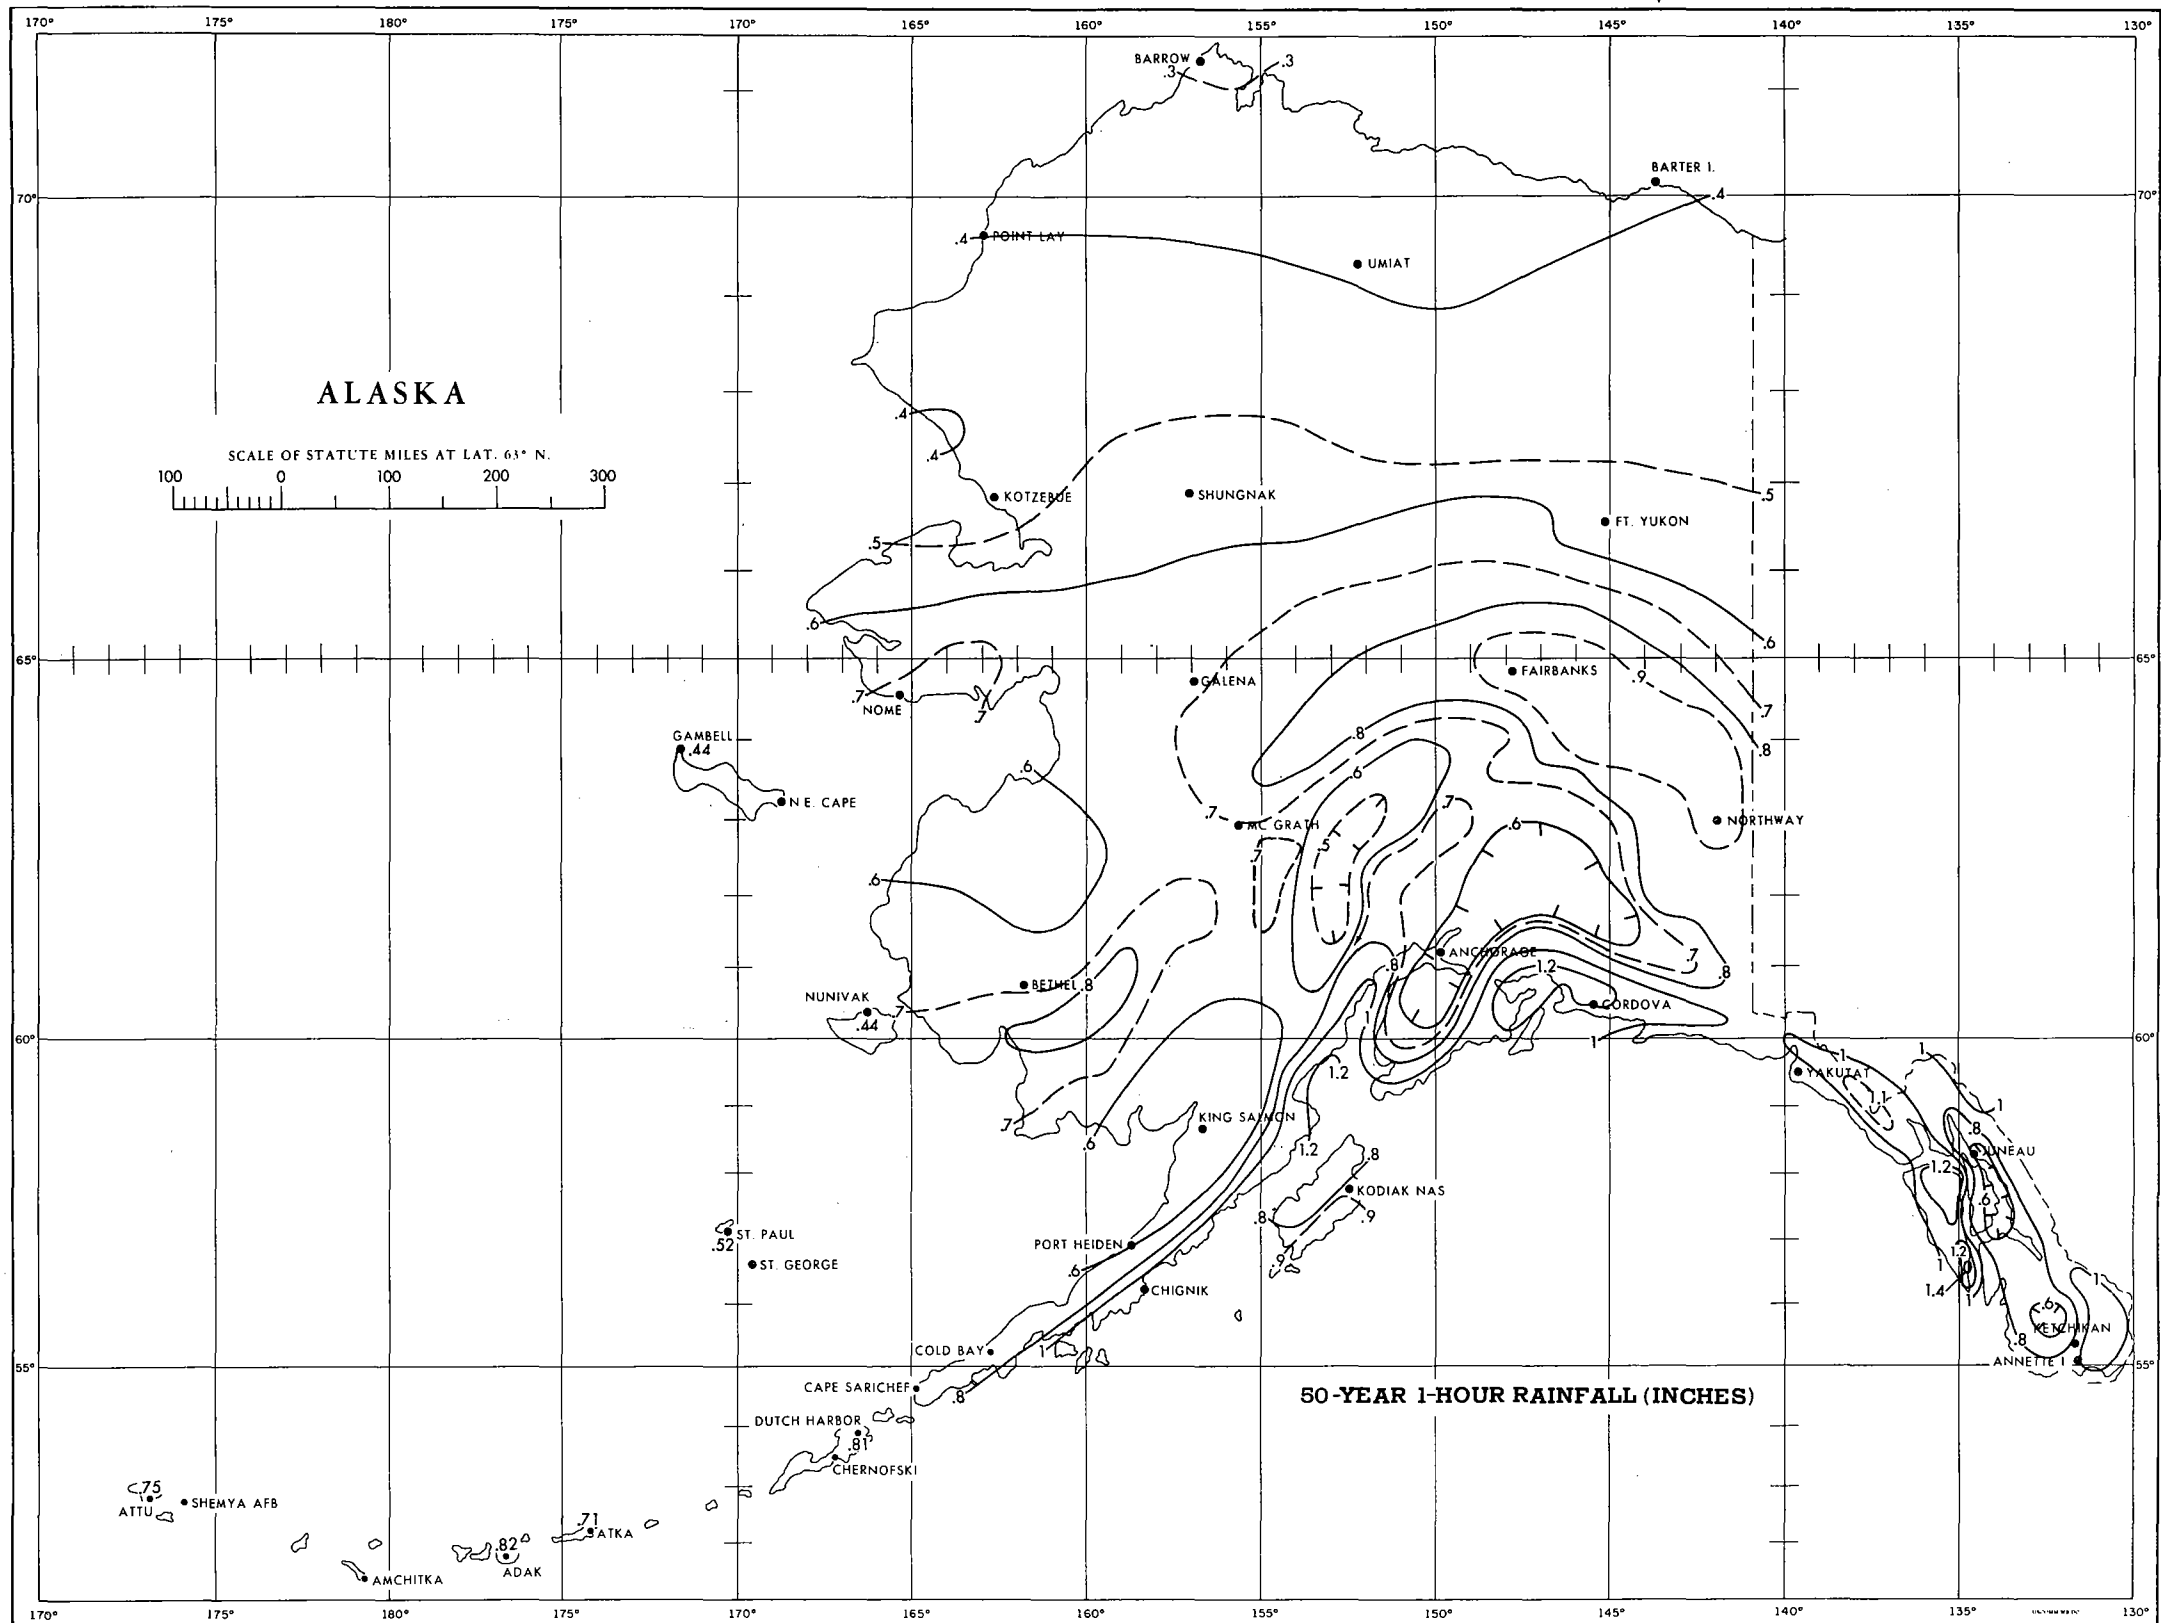 170° 175° 180° 175° 170° 165° 160° 155° 150° 145° 140° 135° 130°
BARROW
.3 .3
BARTER I.
70° .4 70°
.4 POINT LAY
UMIAT
ALASKA
.4
SCALE OF STATUTE MILES AT LAT. 63° N.
.4
100 0 100 200 300
KOTZEBUE SHUNGNAK .5
FT. YUKON
.5
.6 .6
65° 65°
FAIRBANKS
GALENA .9
.7
NOME .7 .7
GAMBELL .8
.44 .8
.6 .6
N.E. CAPE
.7 .7
MC GRATH .6 NORTHWAY
.5
.7
.6
ANCHORAGE .7
.8 1.2 .8
BETHEL .8
NUNIVAK CORDOVA
.44 .7 1
60° 1 60°
1 1
1.2 YAKUTAT
1.1
1
KING SALMON
.7 .8
.6 1.2 JUNEAU
.8 1.2
KODIAK NAS
.6
.8 .9
ST. PAUL
.52 PORT HEIDEN
1.2
.9
ST. GEORGE .6 1 0 1
CHIGNIK 1.4 1
.6
KETCHIKAN
COLD BAY 1 .8
55° ANNETTE I 55°
CAPE SARICHEF
.8
50-YEAR 1-HOUR RAINFALL (INCHES)
DUTCH HARBOR
.81
CHERNOFSKI
.75
SHEMYA AFB
ATTU
.71
ATKA
.82
ADAK
AMCHITKA
170° 175° 180° 175° 170° 165° 160° 155° 150° 145° 140° 135° 130°